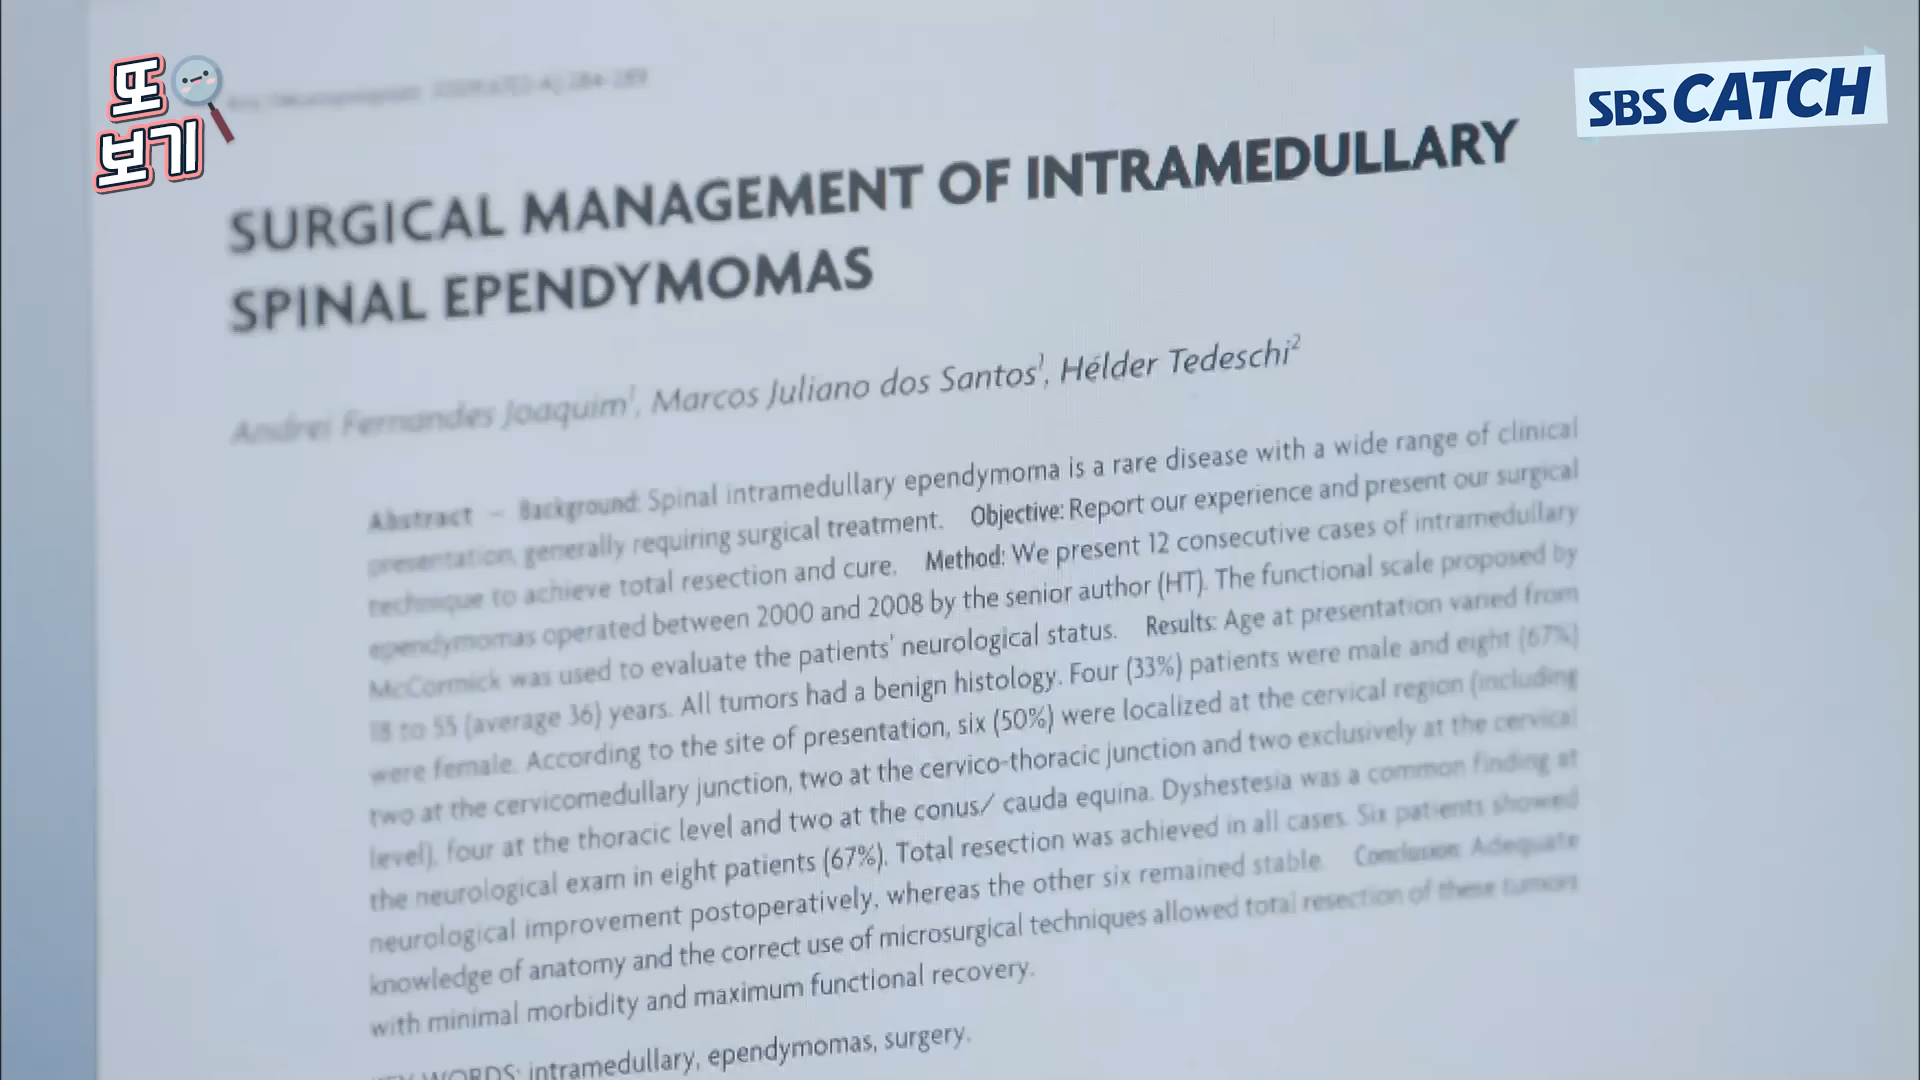 또
보기
SBS CATCH
284-289
SURGICAL MANAGEMENT OF INTRAMEDULLARY
SPINAL EPENDYMOMAS
Andrei Fernandes Joaquim¹, Marcos Juliano dos Santos¹, Hélder Tedeschi²
Abstract – Background: Spinal intramedullary ependymoma is a rare disease with a wide range of clinical
presentation, generally requiring surgical treatment. Objective: Report our experience and present our surgical
technique to achieve total resection and cure. Method: We present 12 consecutive cases of intramedullary
ependymomas operated between 2000 and 2008 by the senior author (HT). The functional scale proposed by
McCormick was used to evaluate the patients' neurological status. Results: Age at presentation varied from
18 to 55 (average 36) years. All tumors had a benign histology. Four (33%) patients were male and eight (67%)
were female. According to the site of presentation, six (50%) were localized at the cervical region (including
two at the cervicomedullary junction, two at the cervico-thoracic junction and two exclusively at the cervical
level), four at the thoracic level and two at the conus/ cauda equina. Dyshestesia was a common finding at
the neurological exam in eight patients (67%). Total resection was achieved in all cases. Six patients showed
neurological improvement postoperatively, whereas the other six remained stable. Conclusion: Adequate
knowledge of anatomy and the correct use of microsurgical techniques allowed total resection of these tumors
with minimal morbidity and maximum functional recovery.
KEY WORDS: intramedullary, ependymomas, surgery.